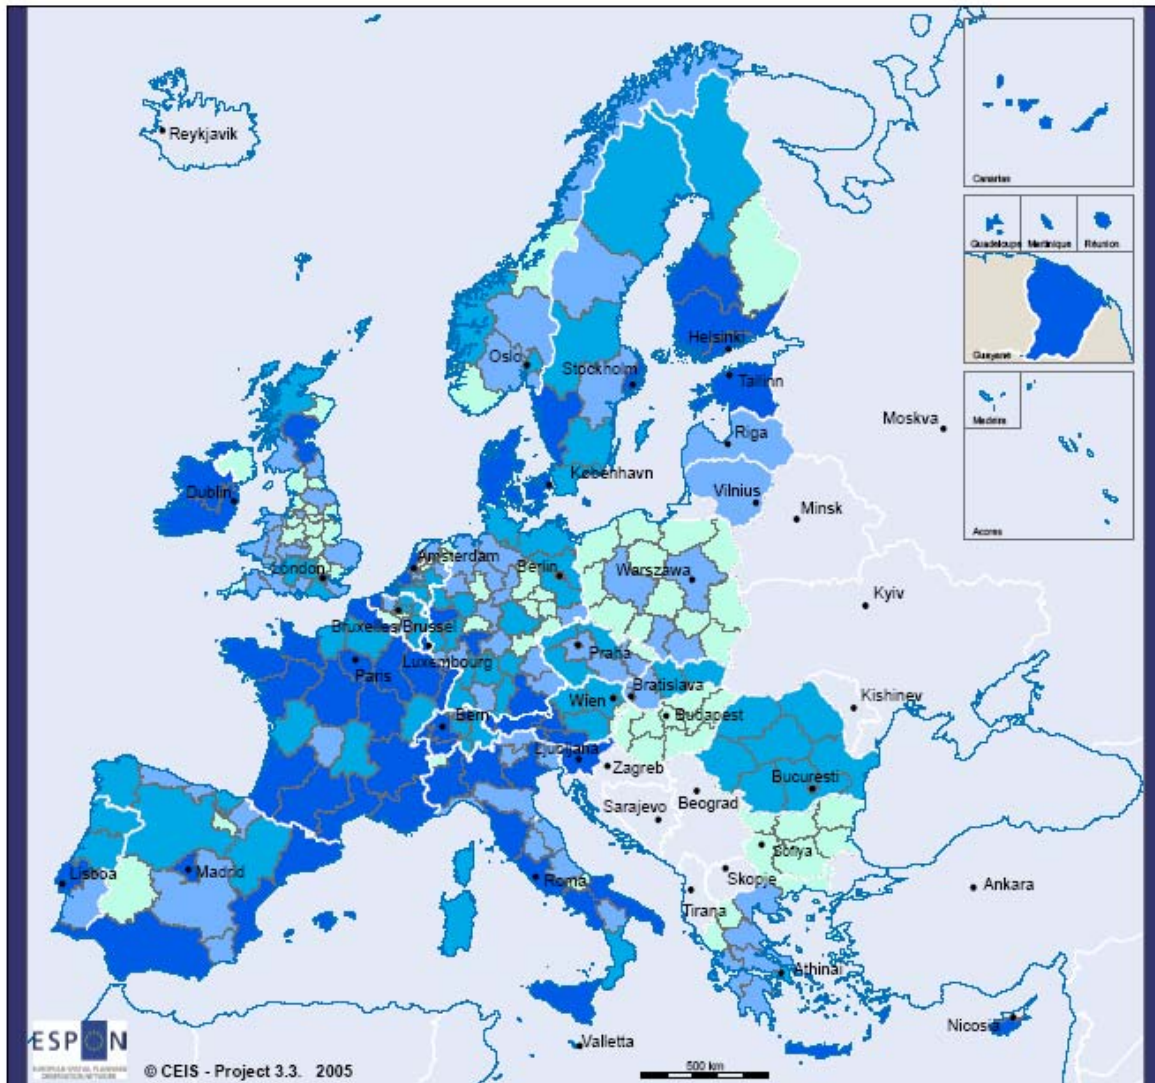 Reykjavik
Canarias
Guadeloupe
Martinique
Réunion
Guayane
Madeira
Acores
Oslo
Helsinki
Stockholm
Tallinn
Moskva
Riga
København
Vilnius
Minsk
Dublin
Amsterdam
Berlin
Warszawa
London
Kyiv
Bruxelles/Brussel
Praha
Luxembourg
Paris
Bratislava
Wien
Kishinev
Bern
Budapest
Ljubljana
Zagreb
Bucuresti
Beograd
Sarajevo
Sofiya
Madrid
Lisboa
Skopje
Roma
Ankara
Tirana
Athinai
Nicosia
Valletta
ESPON
© CEIS - Project 3.3. 2005
500 km